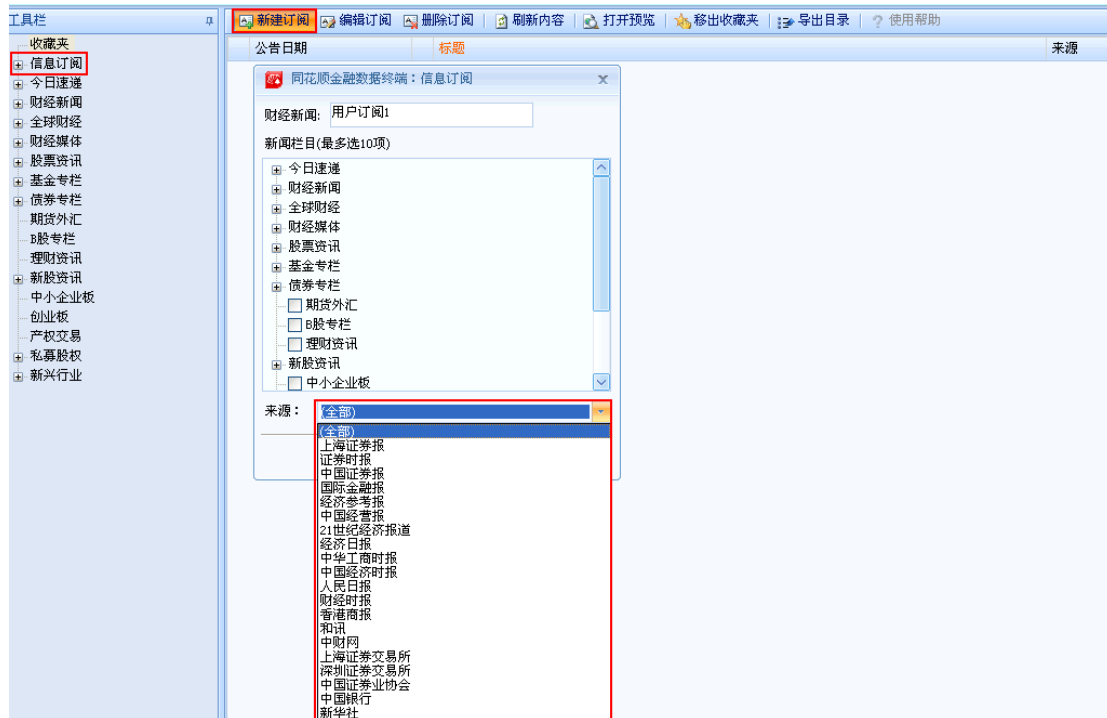 工具栏
新建订阅 编辑订阅 删除订阅 刷新内容 打开预览 移出收藏夹 导出目录 ? 使用帮助
收藏夹
信息订阅
今日速递
财经新闻
全球财经
财经媒体
股票资讯
基金专栏
债券专栏
期货外汇
B股专栏
理财资讯
新股资讯
中小企业板
创业板
产权交易
私募股权
新兴行业
公告日期 标题 来源
同花顺金融数据终端：信息订阅 x
财经新闻: 用户订阅1
新闻栏目(最多选10项)
今日速递
财经新闻
全球财经
财经媒体
股票资讯
基金专栏
债券专栏
期货外汇
B股专栏
理财资讯
新股资讯
中小企业板
来源： (全部)
(全部)
上海证券报
证券时报
中国证券报
国际金融报
经济参考报
中国经营报
21世纪经济报道
经济日报
中华工商时报
中国经济时报
人民日报
财经时报
香港商报
和讯
中财网
上海证券交易所
深圳证券交易所
中国证券业协会
中国银行
新华社